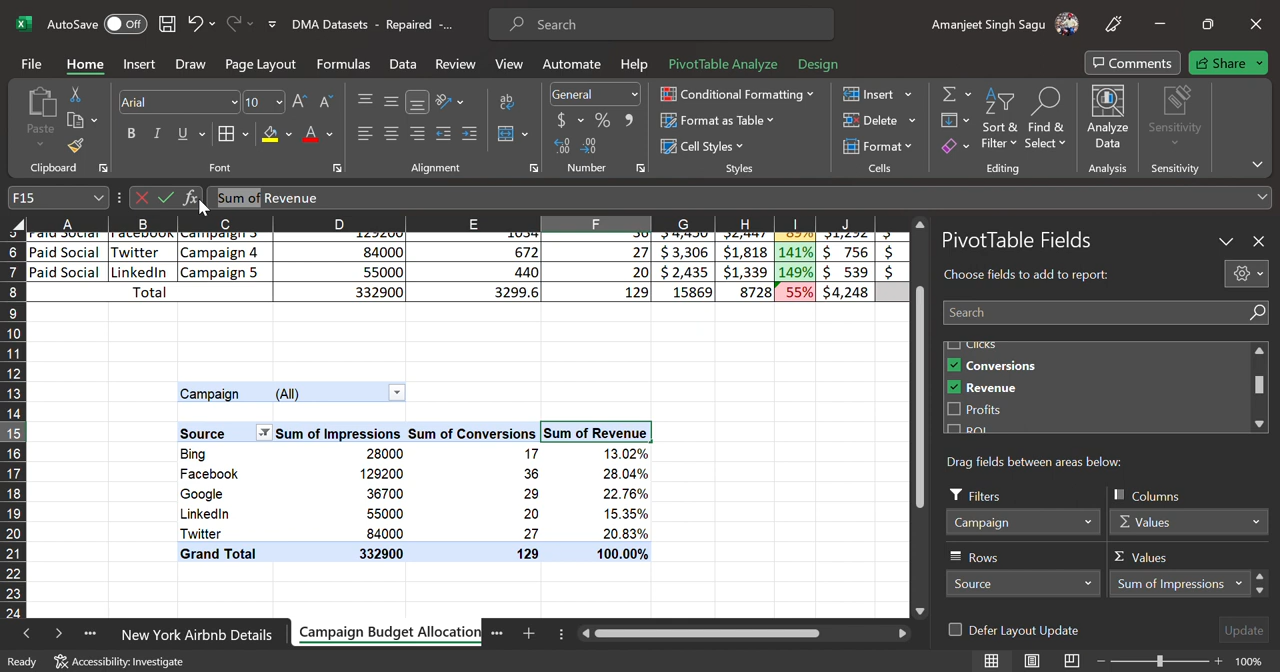 AutoSave Off DMA Datasets - Repaired -... Search Amanjeet Singh Sagu
File Home Insert Draw Page Layout Formulas Data Review View Automate Help PivotTable Analyze Design Comments Share
Paste Arial 10 General Conditional Formatting Insert Sort & Filter Find & Select Analyze Data Sensitivity
B I U A $ % Format as Table Delete
Cell Styles Format
Clipboard Font Alignment Number Styles Cells Editing Analysis Sensitivity
F15 fx Sum of Revenue
A B C D E F G H I J
6 Paid Social Twitter Campaign 4 84000 672 27 $ 3,306 $1,818 141% $ 756 $
7 Paid Social LinkedIn Campaign 5 55000 440 20 $ 2,435 $1,339 149% $ 539 $
8 Total 332900 3299.6 129 15869 8728 55% $4,248
9
10
11
12
13 Campaign (All)
14
15 Source Sum of Impressions Sum of Conversions Sum of Revenue
16 Bing 28000 17 13.02%
17 Facebook 129200 36 28.04%
18 Google 36700 29 22.76%
19 LinkedIn 55000 20 15.35%
20 Twitter 84000 27 20.83%
21 Grand Total 332900 129 100.00%
22
23
24
PivotTable Fields
Choose fields to add to report:
Search
Clicks
Conversions
Revenue
Profits
ROI
Drag fields between areas below:
Filters Columns
Campaign Σ Values
Rows Σ Values
Source Sum of Impressions
Defer Layout Update Update
New York Airbnb Details Campaign Budget Allocation
Ready Accessibility: Investigate 100%